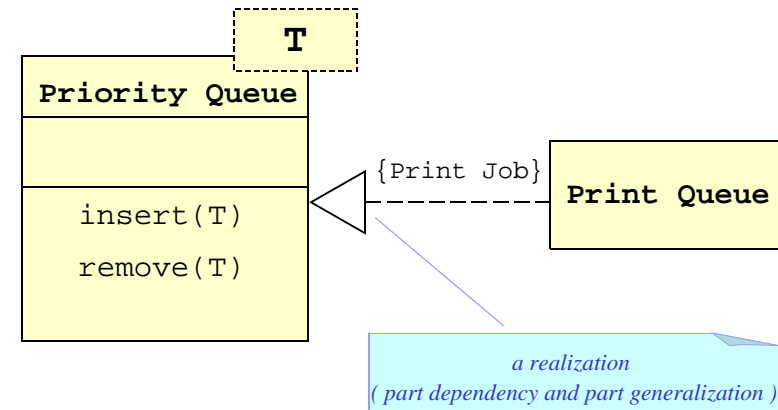 T
Priority Queue
insert(T)
remove(T)
{Print Job}
Print Queue
a realization
( part dependency and part generalization )